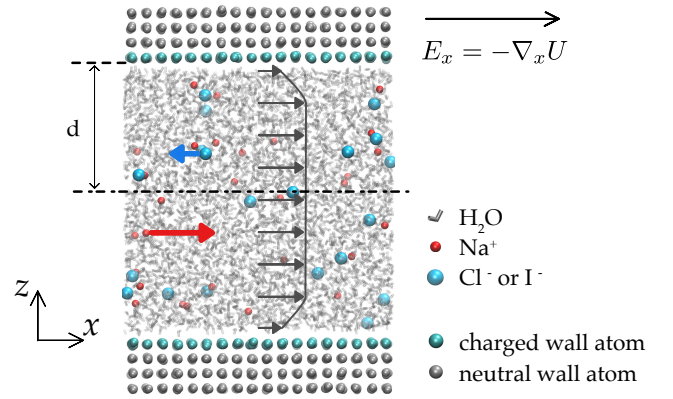 E_x = −∇_x U
d
H₂O
Na⁺
Cl⁻ or I⁻
z
x
charged wall atom
neutral wall atom